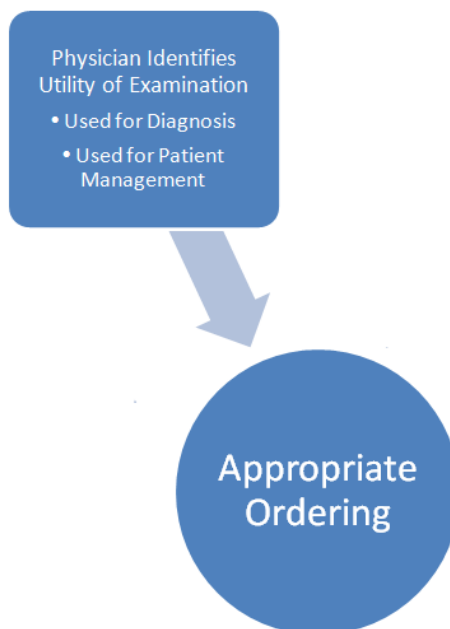 Physician Identifies
Utility of Examination
• Used for Diagnosis
• Used for Patient
Management
Appropriate
Ordering